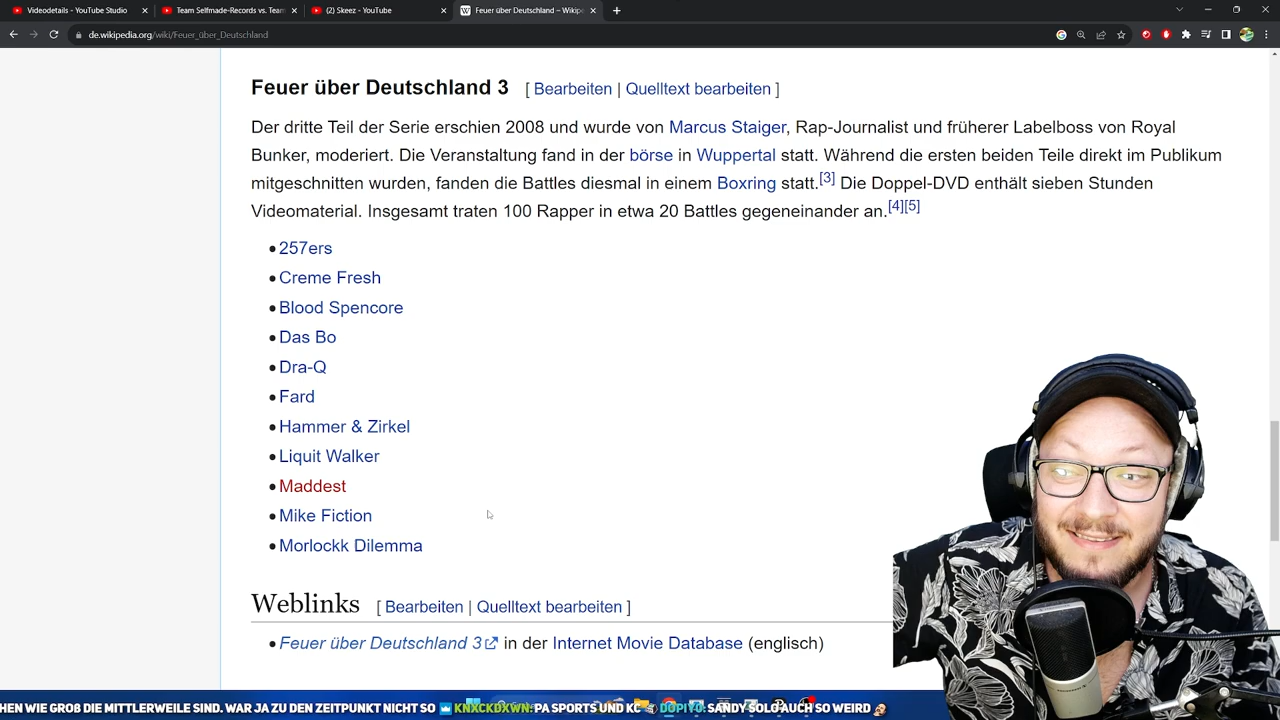 Videodetails - YouTube Studio
Team Selfmade-Records vs. Team
(2) Skeez - YouTube
Feuer über Deutschland – Wikip
de.wikipedia.org/wiki/Feuer_über_Deutschland
Feuer über Deutschland 3 [ Bearbeiten | Quelltext bearbeiten ]
Der dritte Teil der Serie erschien 2008 und wurde von Marcus Staiger, Rap-Journalist und früherer Labelboss von Royal
Bunker, moderiert. Die Veranstaltung fand in der börse in Wuppertal statt. Während die ersten beiden Teile direkt im Publikum
mitgeschnitten wurden, fanden die Battles diesmal in einem Boxring statt.[3] Die Doppel-DVD enthält sieben Stunden
Videomaterial. Insgesamt traten 100 Rapper in etwa 20 Battles gegeneinander an.[4][5]
• 257ers
• Creme Fresh
• Blood Spencore
• Das Bo
• Dra-Q
• Fard
• Hammer & Zirkel
• Liquit Walker
• Maddest
• Mike Fiction
• Morlockk Dilemma
Weblinks [ Bearbeiten | Quelltext bearbeiten ]
• Feuer über Deutschland 3 in der Internet Movie Database (englisch)
HEN WIE GROß DIE MITTLERWEILE SIND. WAR JA ZU DEN ZEITPUNKT NICHT SO KNXCKDXWN: PA SPORTS UND KC DOPIVO: SANDY SOLO AUCH SO WEIRD